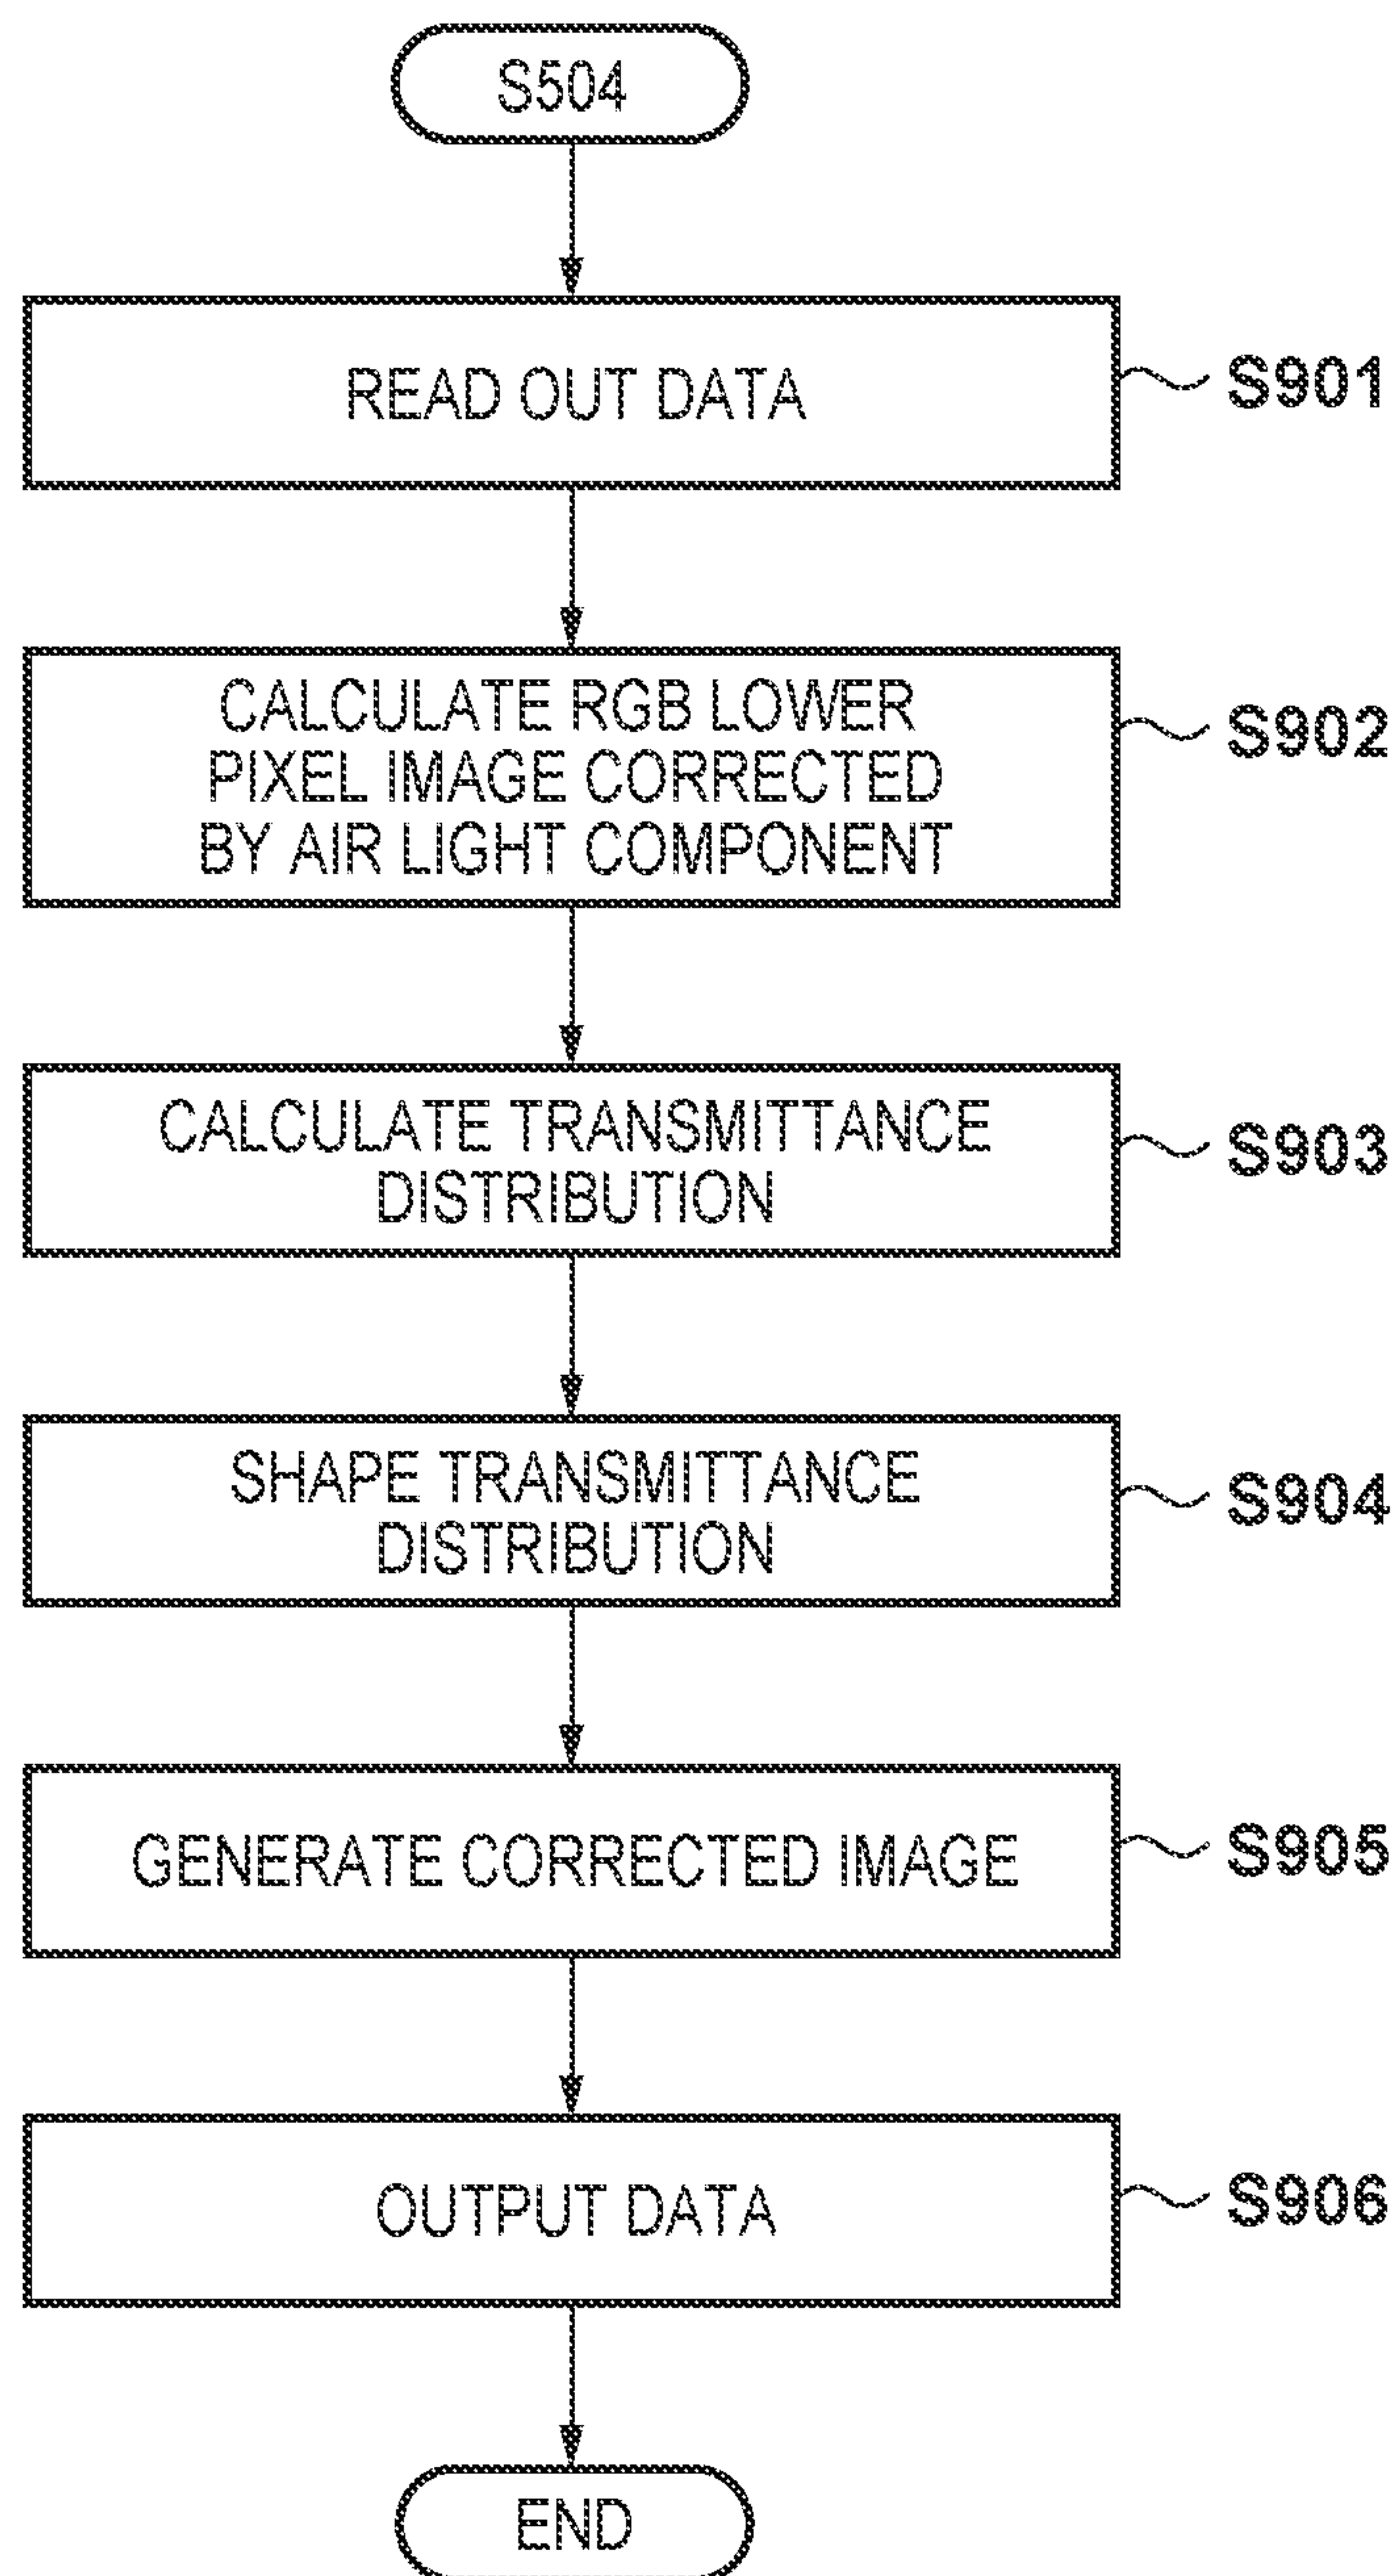 S504
READ OUT DATA
S901
CALCULATE RGB LOWER
PIXEL IMAGE CORRECTED
BY AIR LIGHT COMPONENT
S902
CALCULATE TRANSMITTANCE
DISTRIBUTION
S903
SHAPE TRANSMITTANCE
DISTRIBUTION
S904
GENERATE CORRECTED IMAGE
S905
OUTPUT DATA
S906
END